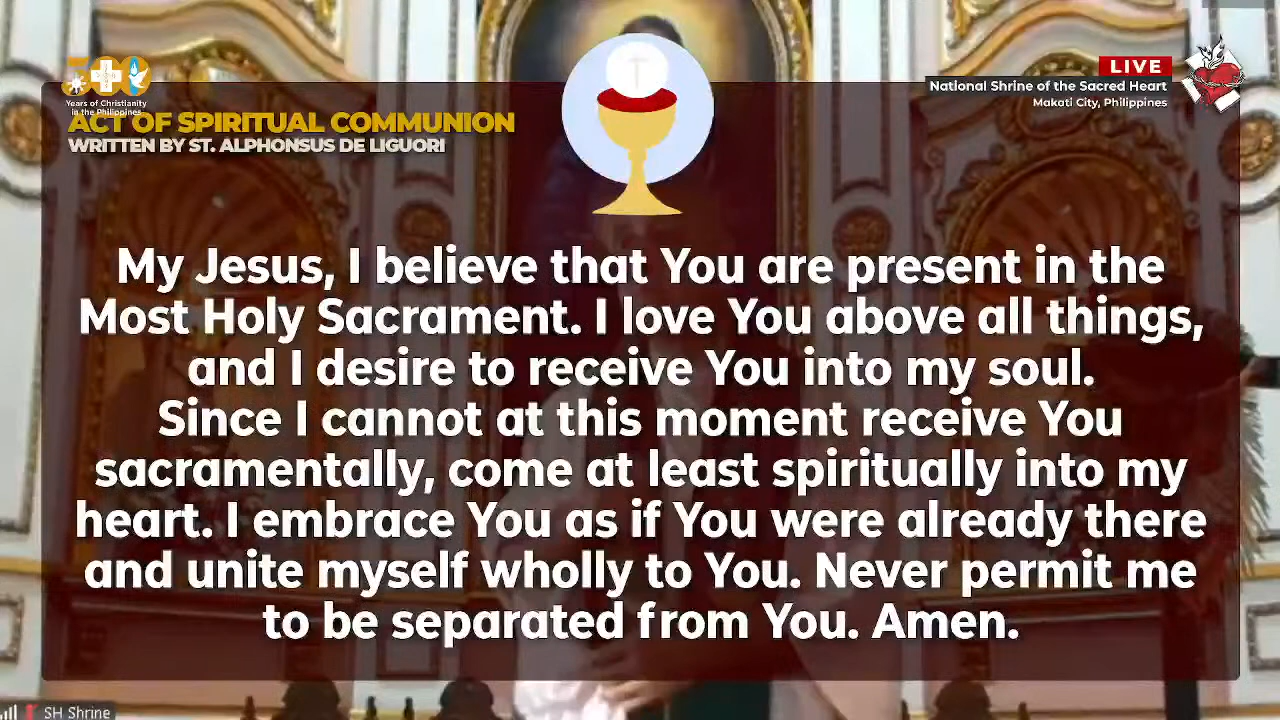 500
Years of Christianity
in the Philippines
ACT OF SPIRITUAL COMMUNION
WRITTEN BY ST. ALPHONSUS DE LIGUORI
LIVE
National Shrine of the Sacred Heart
Makati City, Philippines
My Jesus, I believe that You are present in the
Most Holy Sacrament. I love You above all things,
and I desire to receive You into my soul.
Since I cannot at this moment receive You
sacramentally, come at least spiritually into my
heart. I embrace You as if You were already there
and unite myself wholly to You. Never permit me
to be separated from You. Amen.
SH Shrine